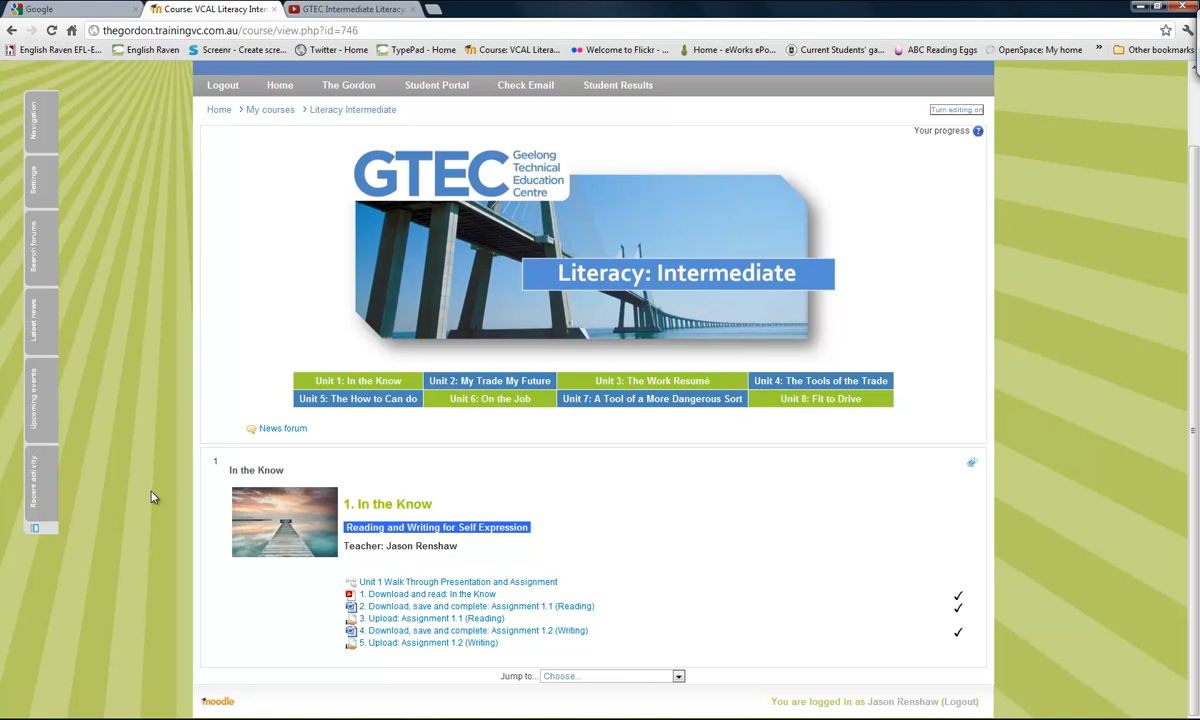 Google
Course: VCAL Literacy Inter
GTEC Intermediate Literacy
thegordon.trainingvc.com.au/course/view.php?id=746
English Raven EFL-E...
English Raven
Screenr - Create scre...
Twitter - Home
TypePad - Home
Course: VCAL Litera...
Welcome to Flickr -...
Home - eWorks ePo...
Current Students' ga...
ABC Reading Eggs
OpenSpace: My home
»
Other bookmarks
Logout
Home
The Gordon
Student Portal
Check Email
Student Results
Home > My courses > Literacy Intermediate
Turn editing on
Your progress
Navigation
Settings
Search forums
Latest news
Upcoming events
Recent activity
GTEC
Geelong
Technical
Education
Centre
Literacy: Intermediate
Unit 1: In the Know
Unit 2: My Trade My Future
Unit 3: The Work Resumé
Unit 4: The Tools of the Trade
Unit 5: The How to Can do
Unit 6: On the Job
Unit 7: A Tool of a More Dangerous Sort
Unit 8: Fit to Drive
News forum
1
In the Know
1. In the Know
Reading and Writing for Self Expression
Teacher: Jason Renshaw
Unit 1 Walk Through Presentation and Assignment
1. Download and read: In the Know
2. Download, save and complete: Assignment 1.1 (Reading)
3. Upload: Assignment 1.1 (Reading)
4. Download, save and complete: Assignment 1.2 (Writing)
5. Upload: Assignment 1.2 (Writing)
Jump to... Choose...
moodle
You are logged in as Jason Renshaw (Logout)